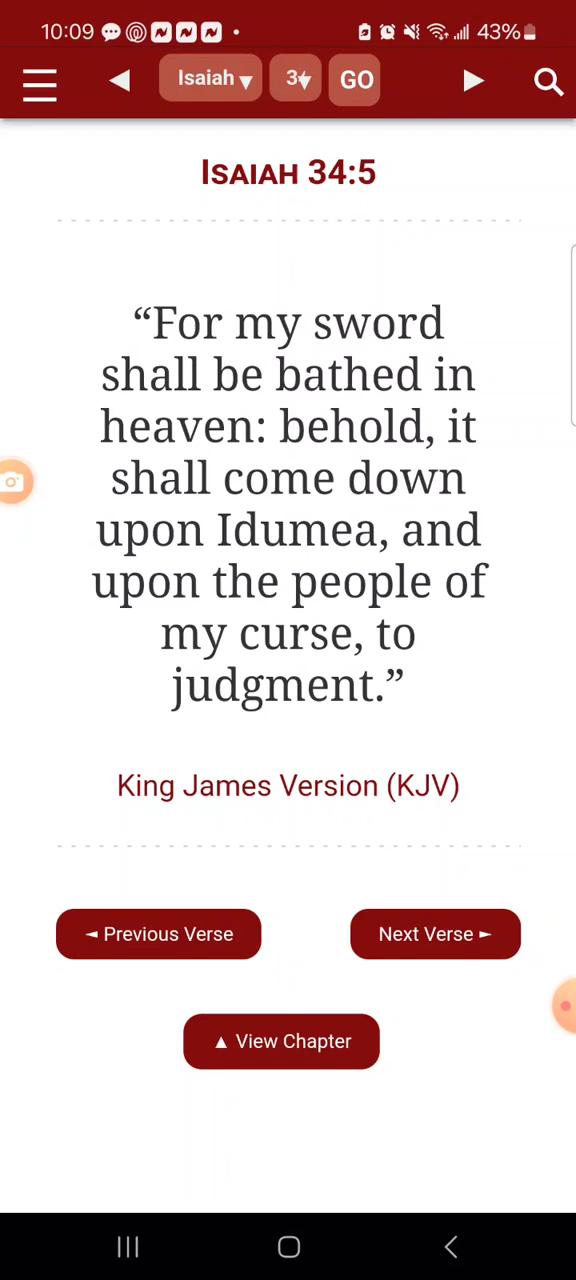 10:09 43%
Isaiah 34 GO
ISAIAH 34:5
“For my sword
shall be bathed in
heaven: behold, it
shall come down
upon Idumea, and
upon the people of
my curse, to
judgment.”
King James Version (KJV)
◄ Previous Verse Next Verse ►
▲ View Chapter